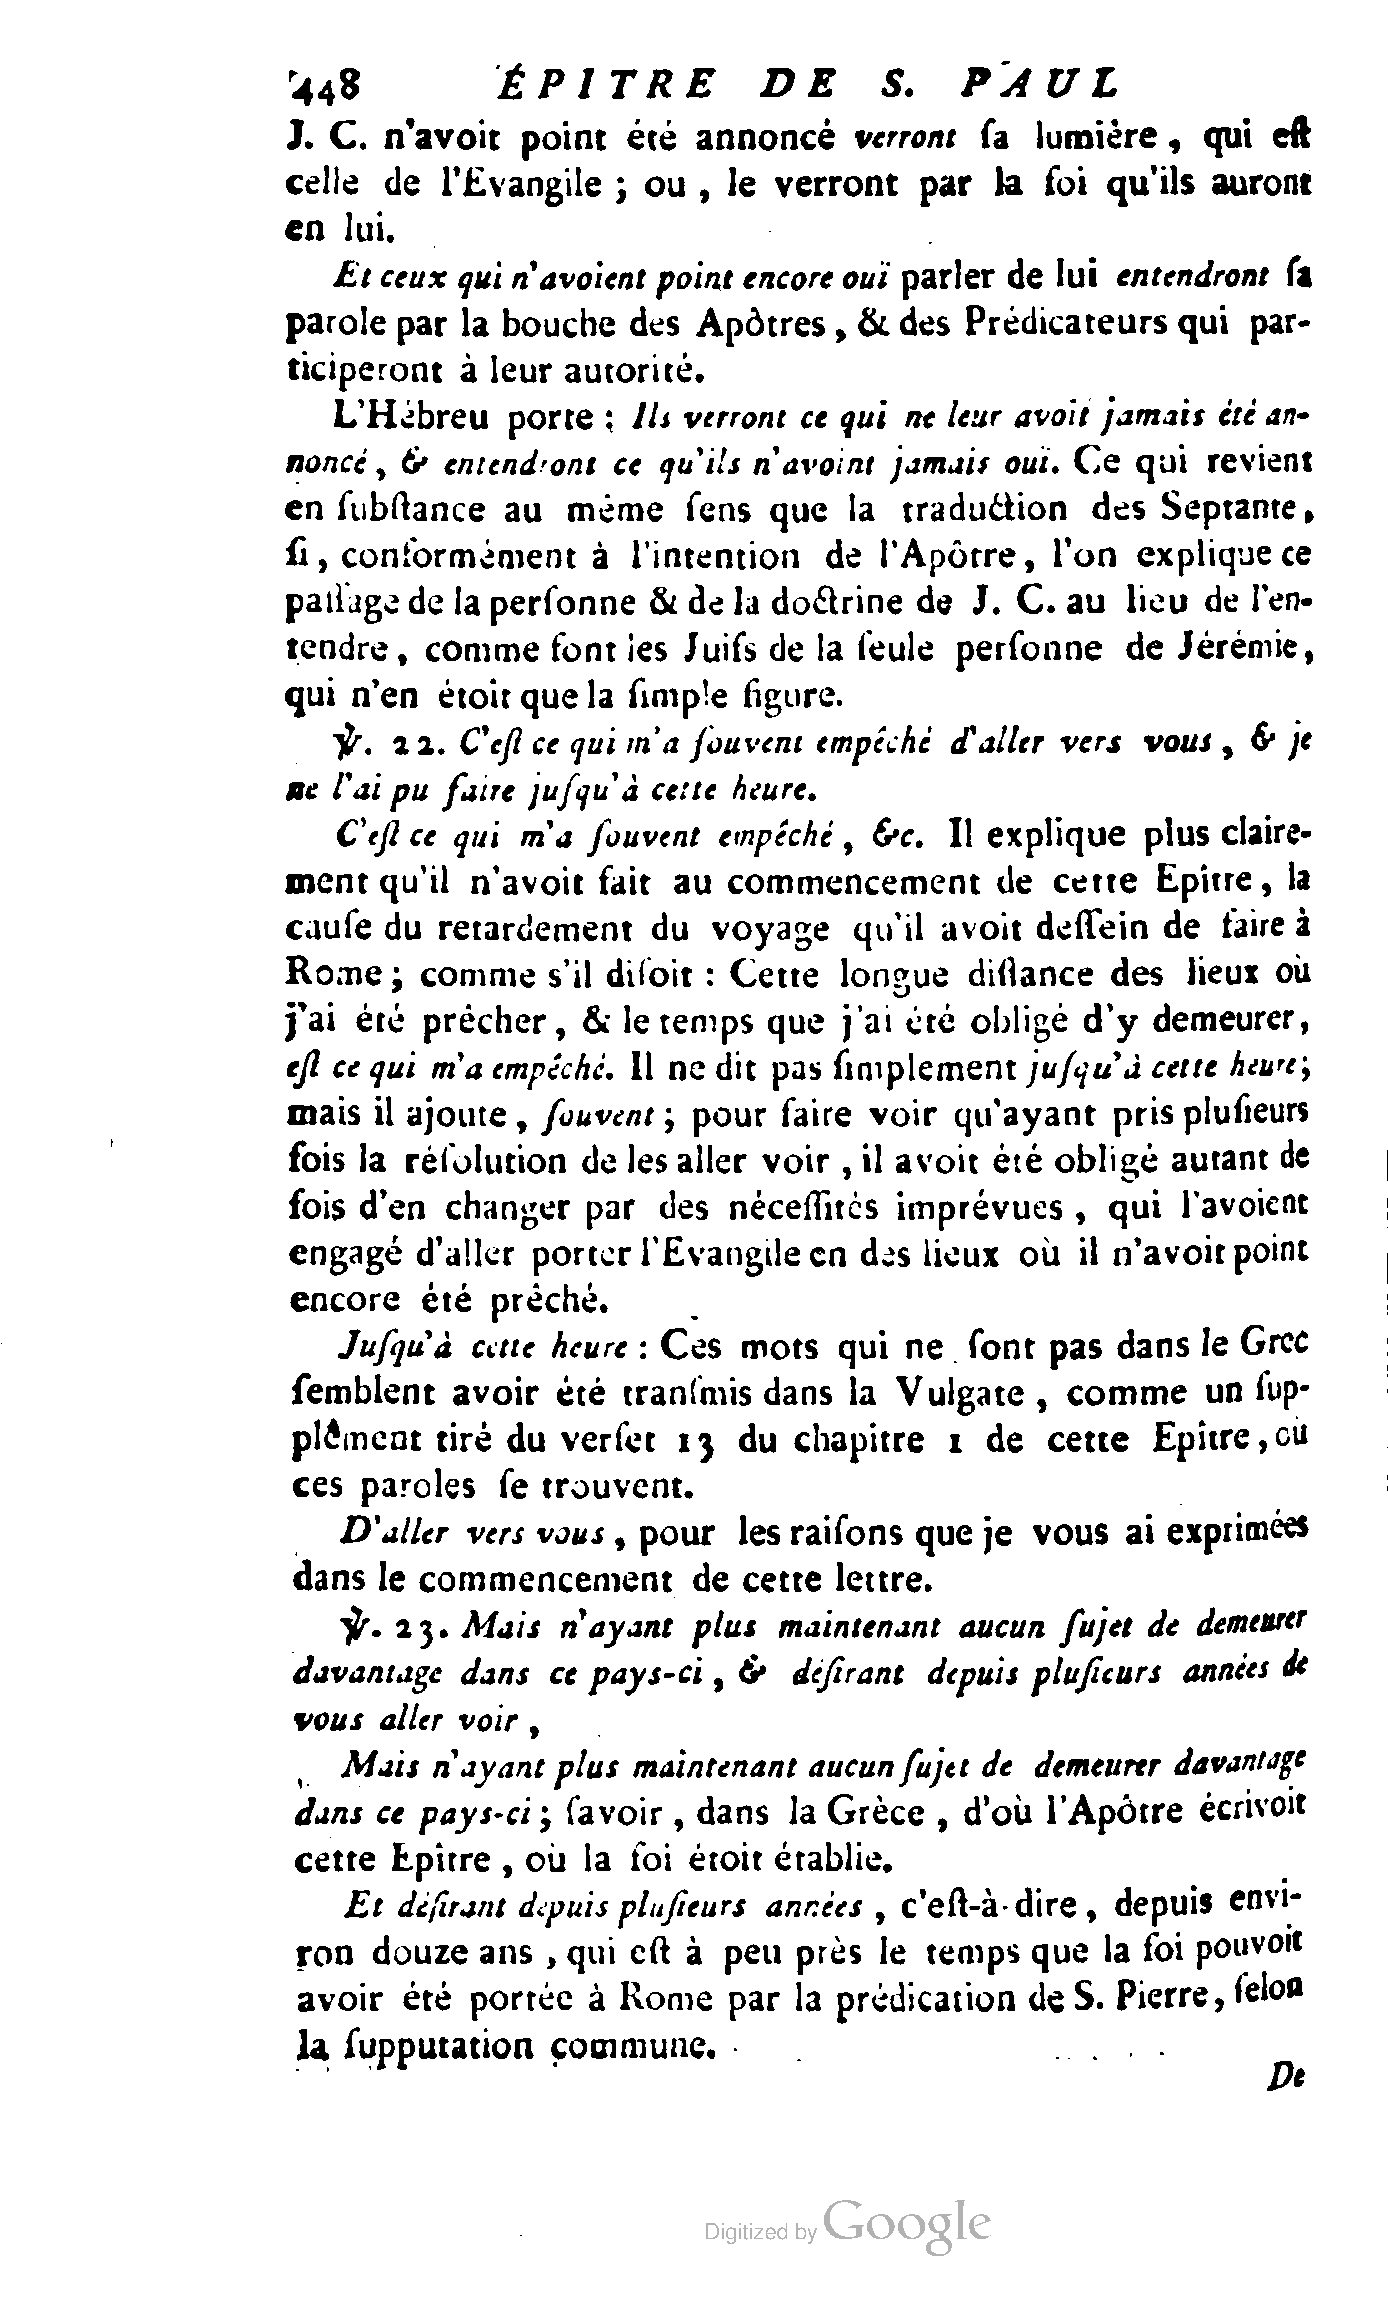 448 ÉPITRE DE S. PAUL
J. C. n'avoit point été annoncé verront ſa lumière, qui eſt
celle de l'Evangile ; ou , le verront par la foi qu'ils auront
en lui.
Et ceux qui n'avoient point encore ouï parler de lui entendront ſa
parole par la bouche des Apôtres, & des Prédicateurs qui par-
ticiperont à leur autorité.
L'Hébreu porte : Ils verront ce qui ne leur avoit jamais été an-
noncé, & entendront ce qu'ils n'avoint jamais ouï. Ce qui revient
en ſubſtance au même ſens que la traduction des Septante,
ſi, conformément à l'intention de l'Apôtre, l'on explique ce
paſſage de la perſonne & de la doctrine de J. C. au lieu de l'en-
tendre, comme font les Juifs de la ſeule perſonne de Jérémie,
qui n'en étoit que la ſimple figure.
℣. 22. C'eſt ce qui m'a ſouvent empêché d'aller vers vous, & je
ne l'ai pu faire juſqu'à cette heure.
C'eſt ce qui m'a ſouvent empêché, &c. Il explique plus claire-
ment qu'il n'avoit fait au commencement de cette Epitre, la
cauſe du retardement du voyage qu'il avoit deſſein de faire à
Rome ; comme s'il diſoit : Cette longue diſtance des lieux où
j'ai été prêcher, & le temps que j'ai été obligé d'y demeurer,
eſt ce qui m'a empêché. Il ne dit pas ſimplement juſqu'à cette heure;
mais il ajoute, ſouvent ; pour faire voir qu'ayant pris pluſieurs
fois la réſolution de les aller voir, il avoit été obligé autant de
fois d'en changer par des néceſſités imprévues, qui l'avoient
engagé d'aller porter l'Evangile en des lieux où il n'avoit point
encore été prêché.
Juſqu'à cette heure : Ces mots qui ne ſont pas dans le Grec
ſemblent avoir été tranſmis dans la Vulgate, comme un ſup-
plément tiré du verſet 13 du chapitre 1 de cette Epître, où
ces paroles ſe trouvent.
D'aller vers vous, pour les raiſons que je vous ai exprimées
dans le commencement de cette lettre.
℣. 23. Mais n'ayant plus maintenant aucun ſujet de demeurer
davantage dans ce pays-ci, & déſirant depuis pluſieurs années de
vous aller voir,
Mais n'ayant plus maintenant aucun ſujet de demeurer davantage
dans ce pays-ci ; ſavoir, dans la Grèce, d'où l'Apôtre écrivoit
cette Epître, où la foi étoit établie.
Et déſirant depuis pluſieurs années, c'eſt-à-dire, depuis envi-
ron douze ans, qui eſt à peu près le temps que la foi pouvoit
avoir été portée à Rome par la prédication de S. Pierre, ſelon
la ſupputation commune.
De
Digitized by Google